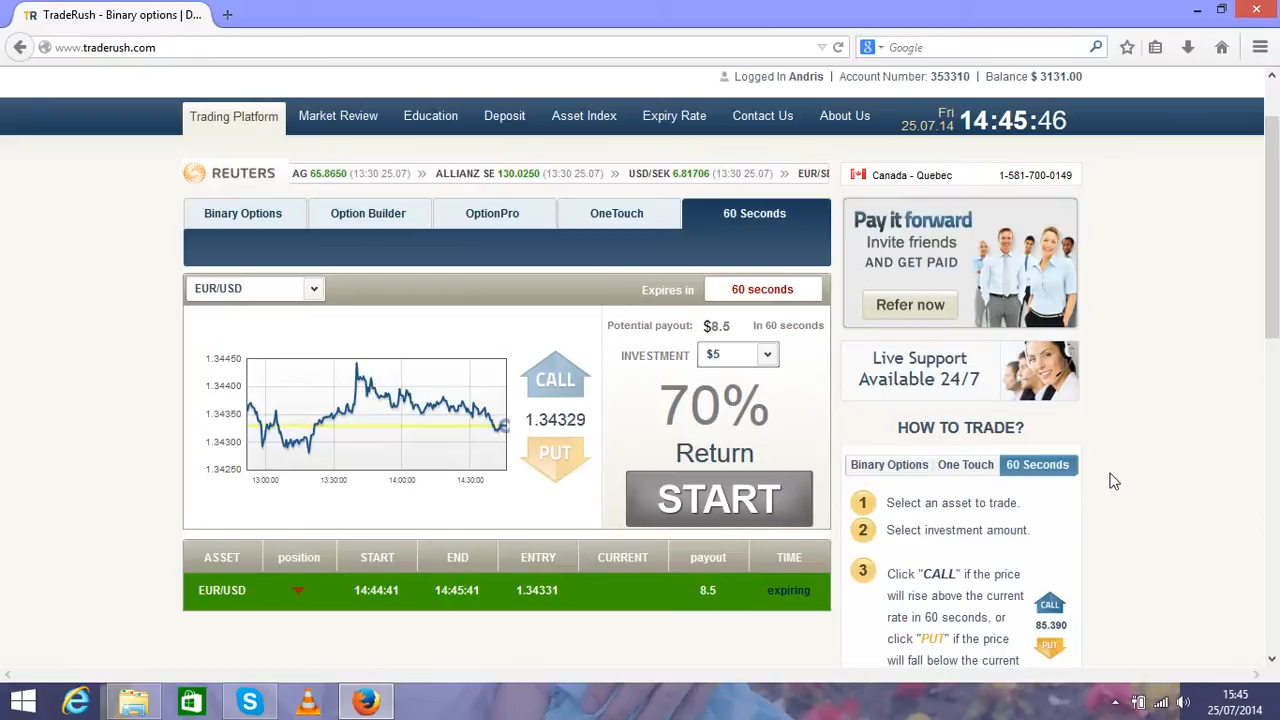 TradeRush - Binary options | D...
www.traderush.com
Google
Logged In Andris | Account Number: 353310 | Balance $ 3131.00
Trading Platform Market Review Education Deposit Asset Index Expiry Rate Contact Us About Us
Fri
25.07.14 14:45:46
REUTERS AG 65.8650 (13:30 25.07) ALLIANZ SE 130.0250 (13:30 25.07) USD/SEK 6.81706 (13:30 25.07)
Canada - Quebec 1-581-700-0149
Binary Options Option Builder OptionPro OneTouch 60 Seconds
Pay it forward
Invite friends
AND GET PAID
Refer now
EUR/USD Expires in 60 seconds
Potential payout: $8.5 In 60 seconds
INVESTMENT $5
70%
Return
START
1.34450
1.34400
1.34350
1.34300
1.34250
13:00:00 13:30:00 14:00:00 14:30:00
CALL
1.34329
PUT
Live Support
Available 24/7
HOW TO TRADE?
Binary Options One Touch 60 Seconds
1 Select an asset to trade.
2 Select investment amount.
3 Click "CALL" if the price
will rise above the current
rate in 60 seconds, or
click "PUT" if the price
will fall below the current
CALL
85.390
PUT
ASSET position START END ENTRY CURRENT payout TIME
EUR/USD 14:44:41 14:45:41 1.34331 8.5 expiring
15:45
25/07/2014